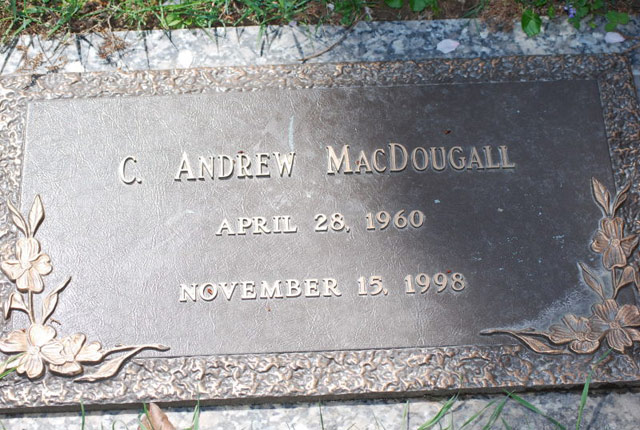 C. ANDREW MACDOUGALL
APRIL 28, 1960
NOVEMBER 15, 1998